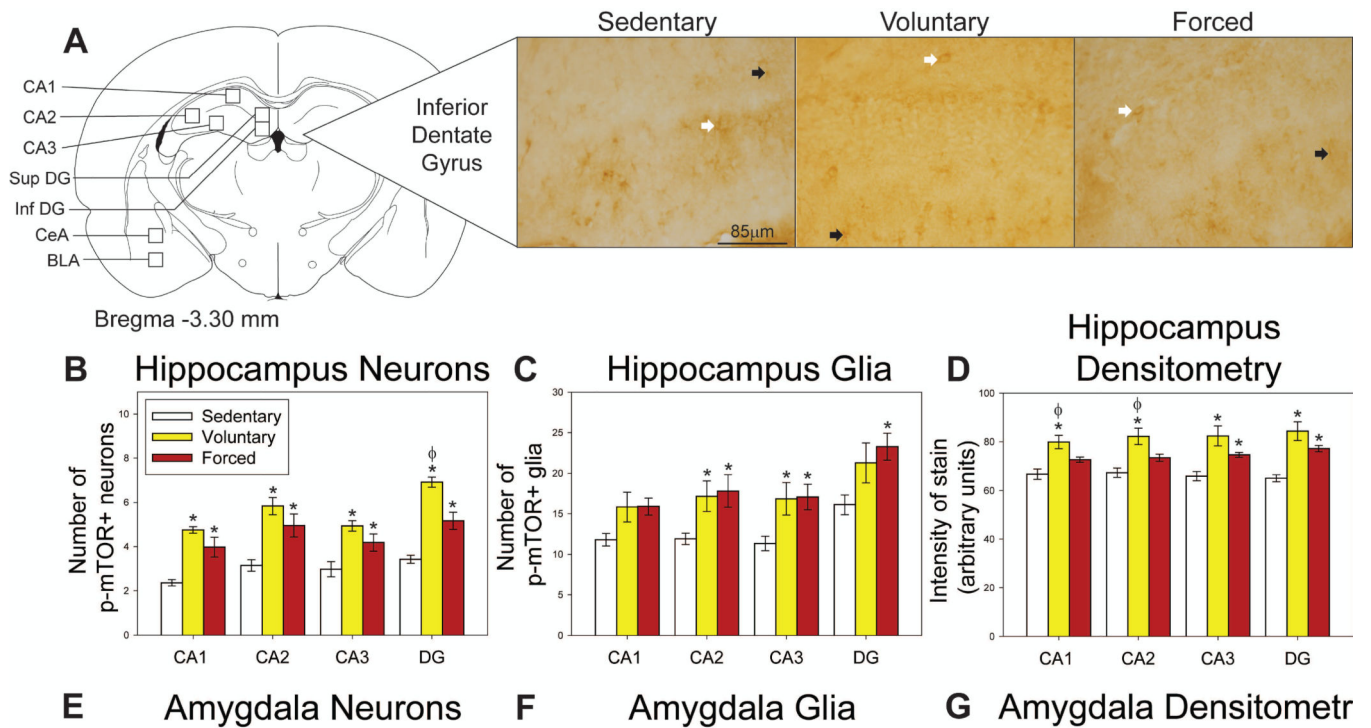 A
CA1
CA2
CA3
Sup DG
Inf DG
CeA
BLA
Bregma -3.30 mm
Inferior
Dentate
Gyrus
Sedentary
Voluntary
Forced
85μm
B
Hippocampus Neurons
Number of
p-mTOR+ neurons
10
8
6
4
2
0
Sedentary
Voluntary
Forced
* * * * * * ϕ * *
CA1 CA2 CA3 DG
C
Hippocampus Glia
Number of
p-mTOR+ glia
30
25
20
15
10
5
0
* * * * *
CA1 CA2 CA3 DG
D
Hippocampus
Densitometry
Intensity of stain
(arbitrary units)
100
80
60
40
20
0
ϕ * ϕ * * * * *
CA1 CA2 CA3 DG
E
Amygdala Neurons
F
Amygdala Glia
G
Amygdala Densitometr